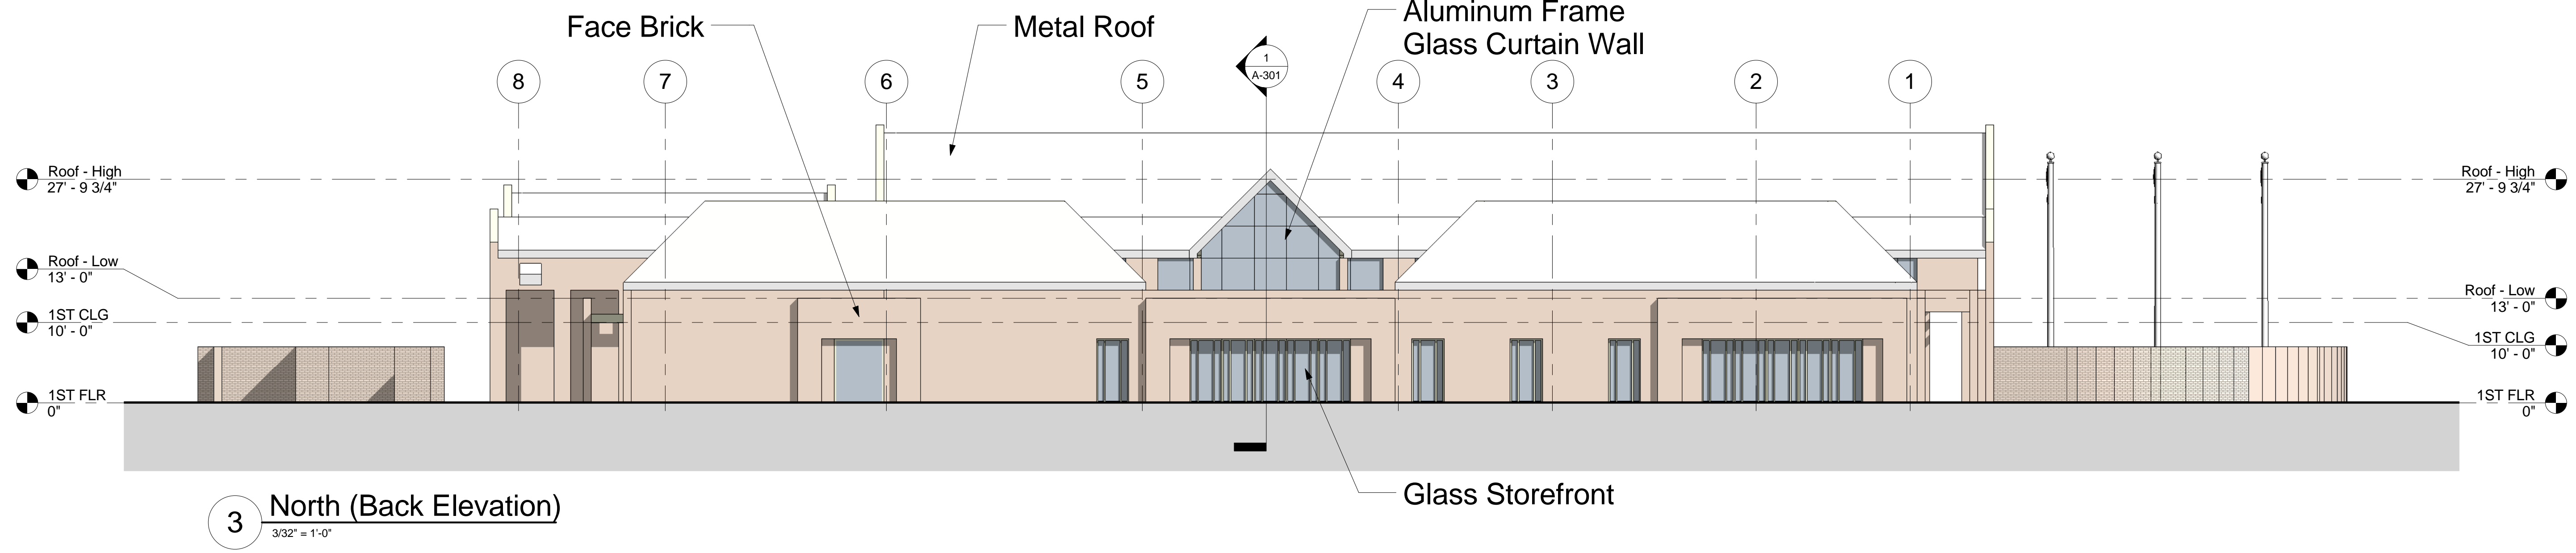 Face Brick
Metal Roof
Aluminum Frame
Glass Curtain Wall
1
A-301
8
7
6
5
4
3
2
1
Roof - High
27' - 9 3/4"
Roof - High
27' - 9 3/4"
Roof - Low
13' - 0"
Roof - Low
13' - 0"
1ST CLG
10' - 0"
1ST CLG
10' - 0"
1ST FLR
0"
1ST FLR
0"
Glass Storefront
3
North (Back Elevation)
3/32" = 1'-0"